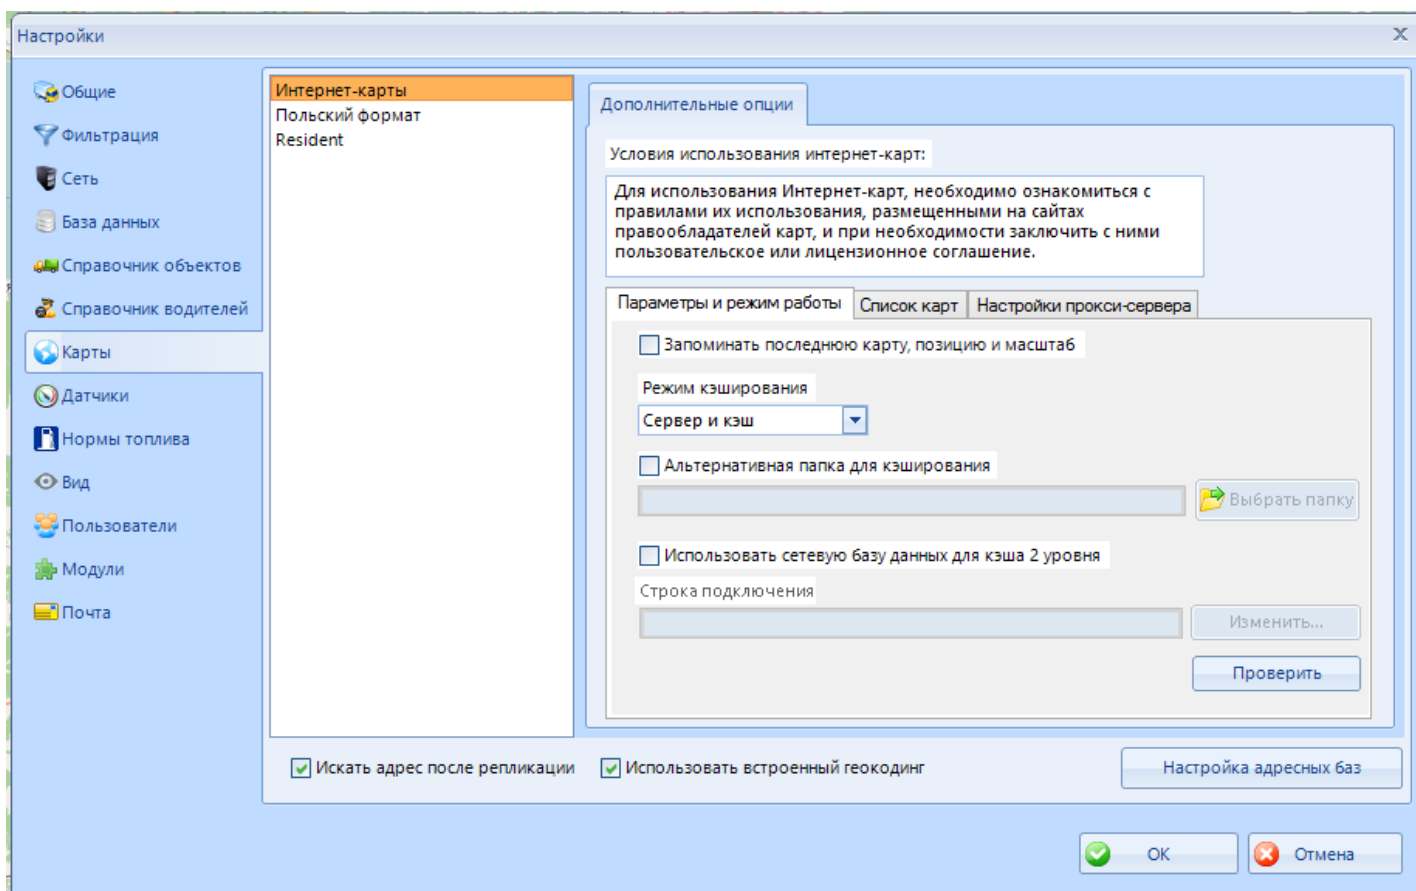 Настройки
Общие
Фильтрация
Сеть
База данных
Справочник объектов
Справочник водителей
Карты
Датчики
Нормы топлива
Вид
Пользователи
Модули
Почта
Интернет-карты
Польский формат
Resident
Дополнительные опции
Условия использования интернет-карт:
Для использования Интернет-карт, необходимо ознакомиться с
правилами их использования, размещенными на сайтах
правообладателей карт, и при необходимости заключить с ними
пользовательское или лицензионное соглашение.
Параметры и режим работы Список карт Настройки прокси-сервера
Запоминать последнюю карту, позицию и масштаб
Режим кэширования
Сервер и кэш
Альтернативная папка для кэширования
Выбрать папку
Использовать сетевую базу данных для кэша 2 уровня
Строка подключения
Изменить...
Проверить
Искать адрес после репликации Использовать встроенный геокодинг Настройка адресных баз
OK Отмена